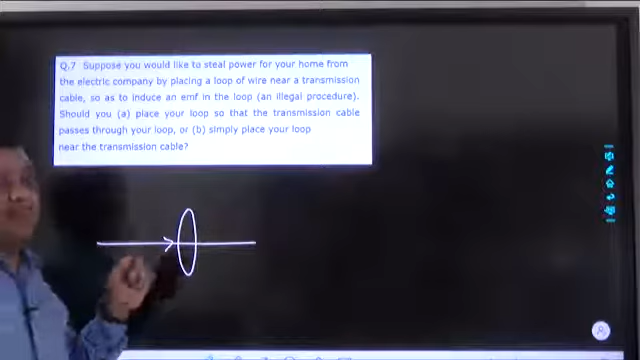 Q.7 Suppose you would like to steal power for your home from
the electric company by placing a loop of wire near a transmission
cable, so as to induce an emf in the loop (an illegal procedure).
Should you (a) place your loop so that the transmission cable
passes through your loop, or (b) simply place your loop
near the transmission cable?